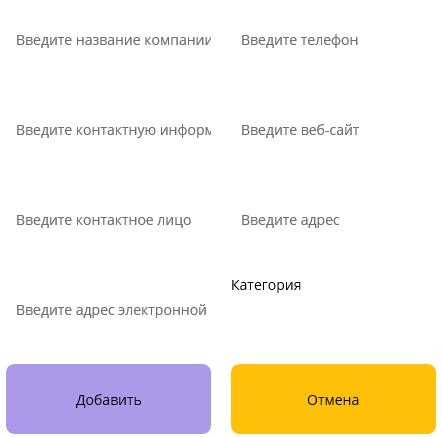 Введите название компании
Введите телефон
Введите контактную информ
Введите веб-сайт
Введите контактное лицо
Введите адрес
Категория
Введите адрес электронной
Добавить
Отмена